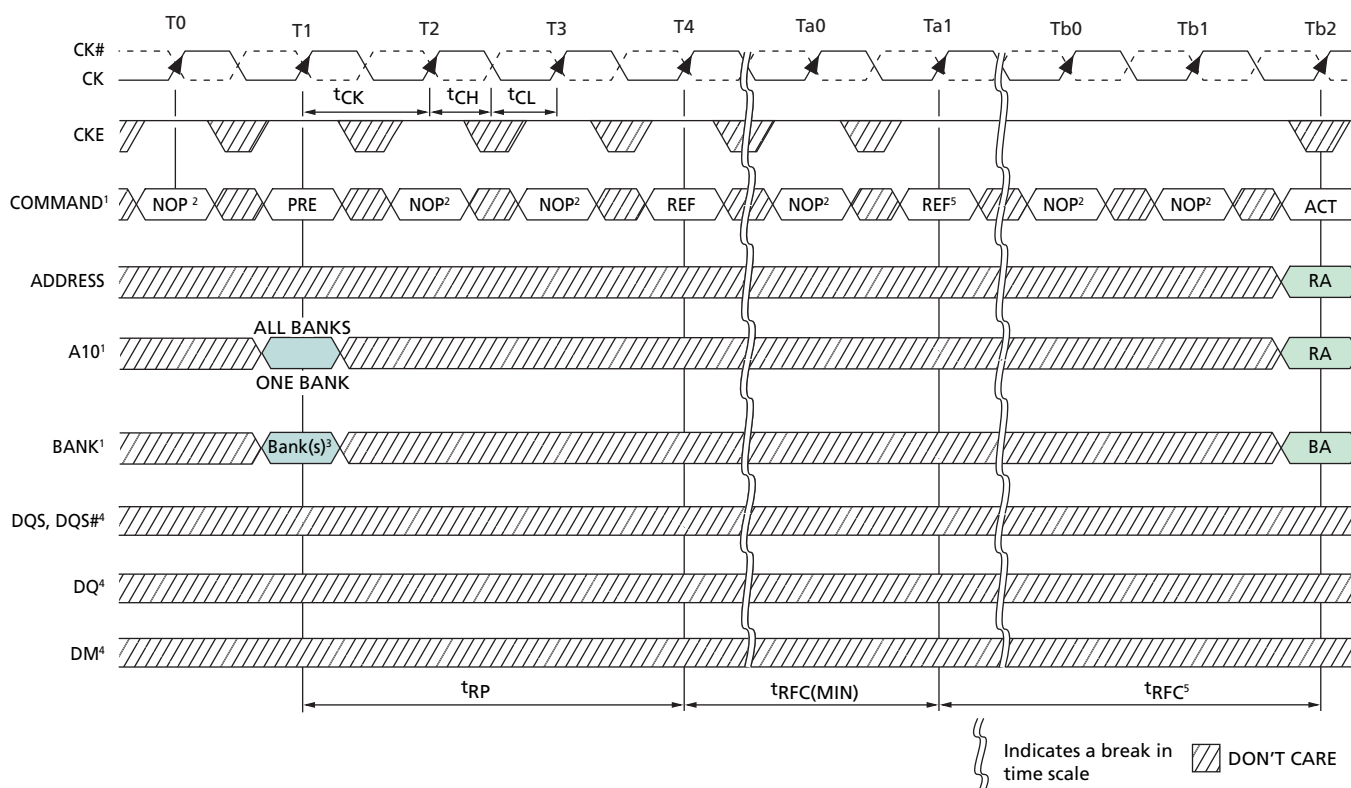 T0 T1 T2 T3 T4 Ta0 Ta1 Tb0 Tb1 Tb2
CK#
CK
tCK tCH tCL
CKE
COMMAND¹ NOP ² PRE NOP² NOP² REF NOP² REF⁵ NOP² NOP² ACT
ADDRESS RA
ALL BANKS
A10¹ RA
ONE BANK
BANK¹ Bank(s)³ BA
DQS, DQS#⁴
DQ⁴
DM⁴
tRP tRFC(MIN) tRFC⁵
Indicates a break in
time scale
DON'T CARE